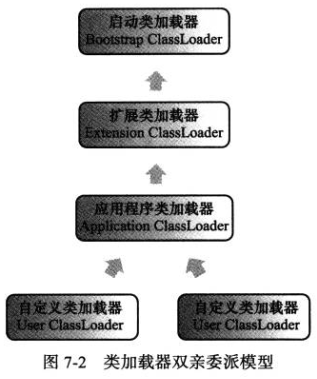 启动类加载器
Bootstrap ClassLoader
扩展类加载器
Extension ClassLoader
应用程序类加载器
Application ClassLoader
自定义类加载器
User ClassLoader
自定义类加载器
User ClassLoader
图 7-2 类加载器双亲委派模型